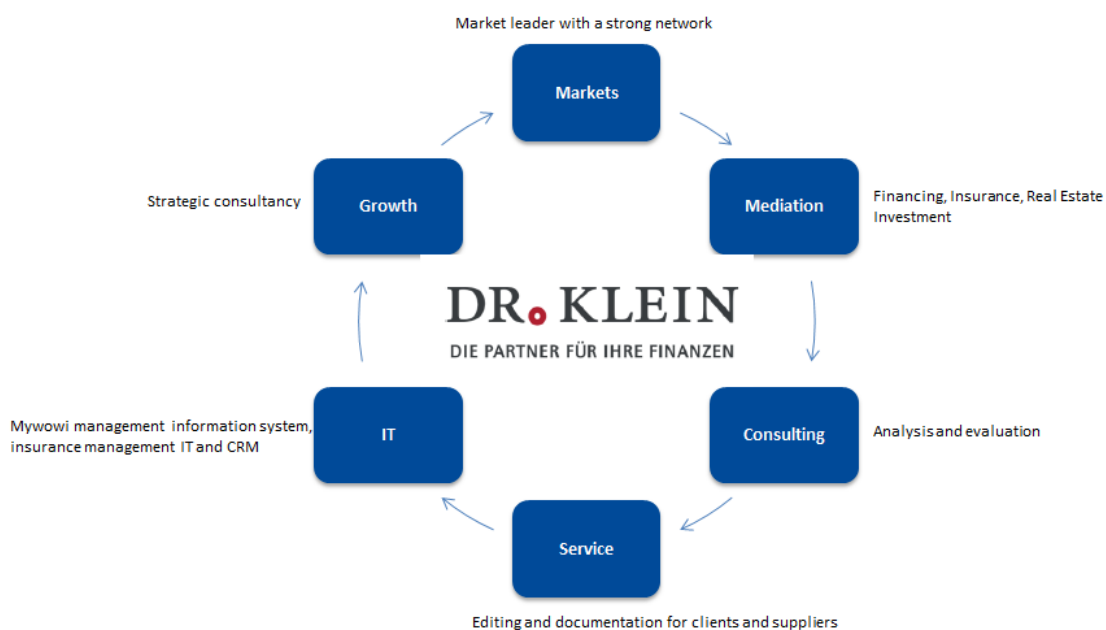 Market leader with a strong network
Markets
Strategic consultancy
Growth
Mediation
Financing, Insurance, Real Estate
Investment
DR. KLEIN
DIE PARTNER FÜR IHRE FINANZEN
Mywowi management information system,
insurance management IT and CRM
IT
Consulting
Analysis and evaluation
Service
Editing and documentation for clients and suppliers